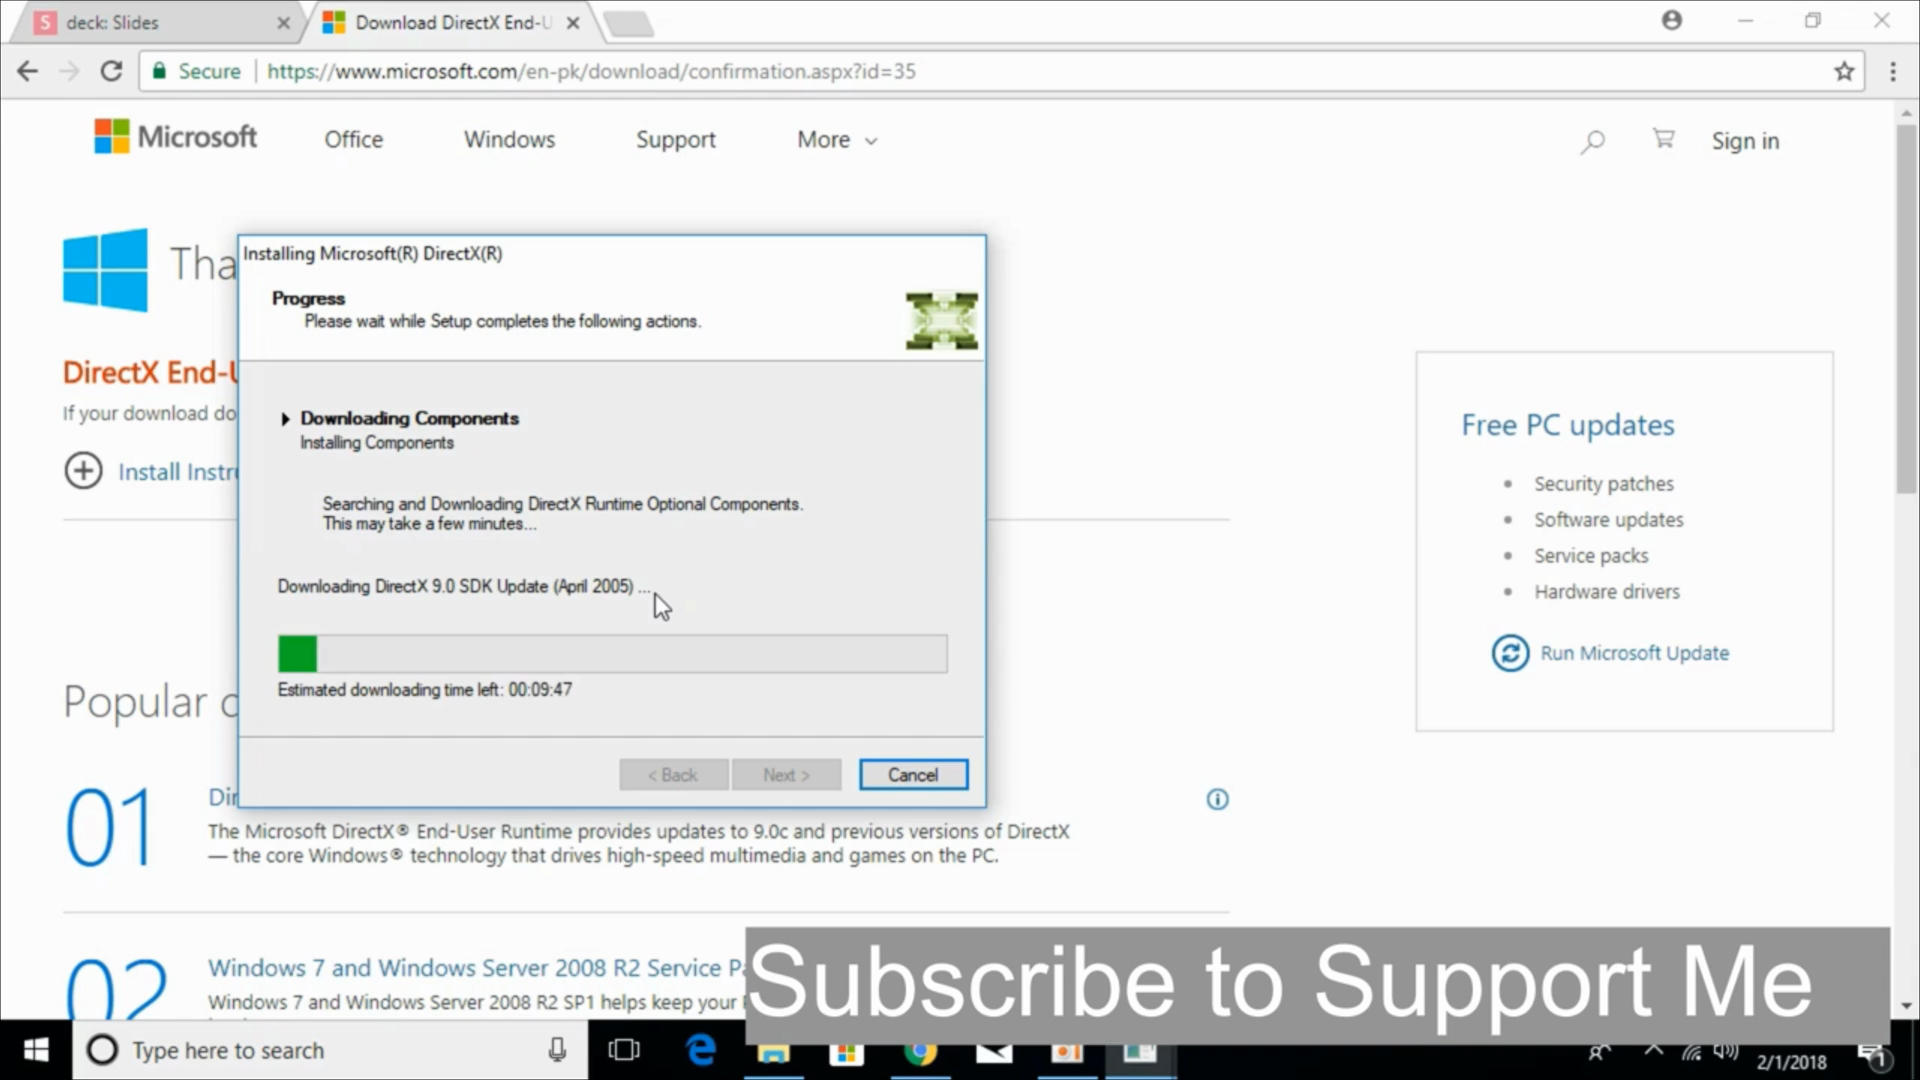 S deck: Slides
Download DirectX End-U
Secure
https://www.microsoft.com/en-pk/download/confirmation.aspx?id=35
Microsoft
Office
Windows
Support
More
Sign in
Tha
Installing Microsoft(R) DirectX(R)
Progress
Please wait while Setup completes the following actions.
DirectX End-U
If your download do
Install Instru
Downloading Components
Installing Components
Searching and Downloading DirectX Runtime Optional Components.
This may take a few minutes...
Downloading DirectX 9.0 SDK Update (April 2005) ...
Estimated downloading time left: 00:09:47
< Back
Next >
Cancel
Free PC updates
Security patches
Software updates
Service packs
Hardware drivers
Run Microsoft Update
Popular
01
Dir
The Microsoft DirectX® End-User Runtime provides updates to 9.0c and previous versions of DirectX
— the core Windows® technology that drives high-speed multimedia and games on the PC.
02
Windows 7 and Windows Server 2008 R2 Service Pa
Windows 7 and Windows Server 2008 R2 SP1 helps keep your
Subscribe to Support Me
Type here to search
2/1/2018
1